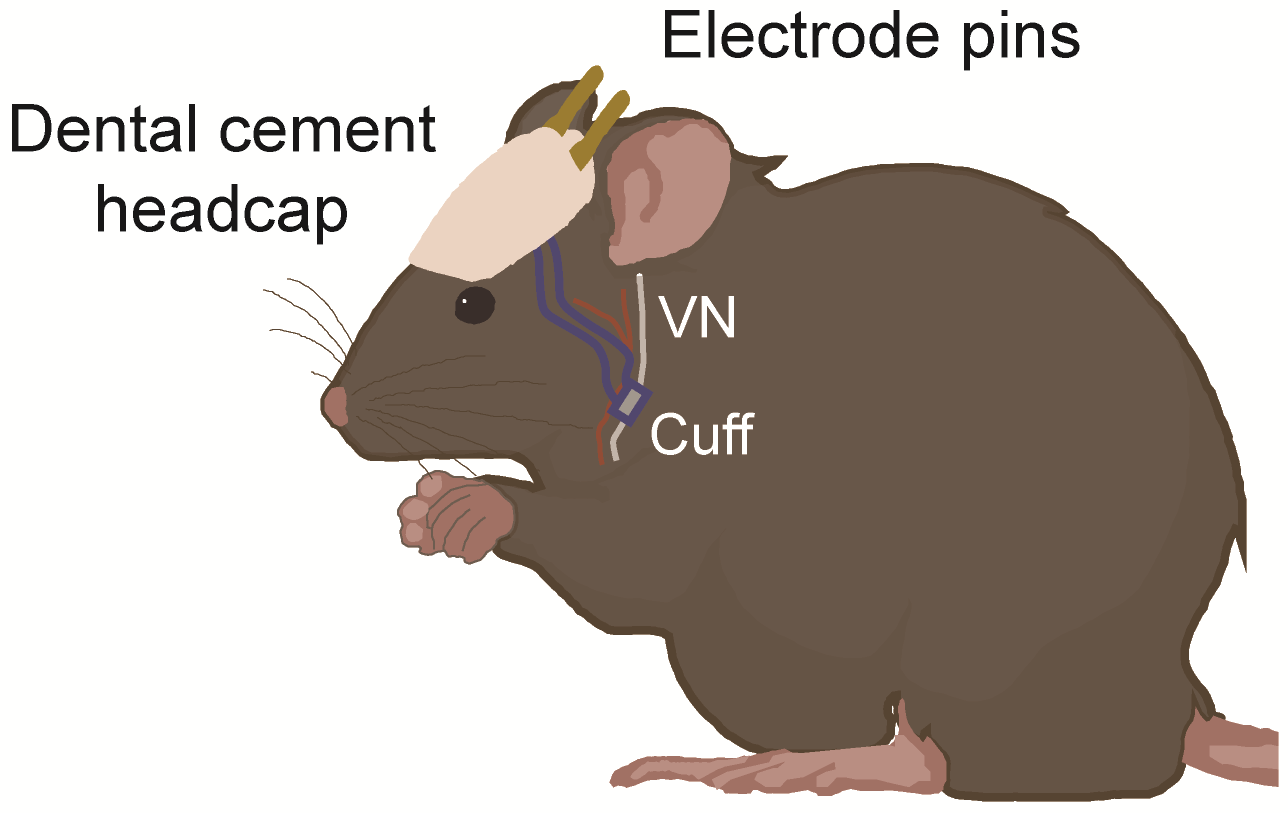 Electrode pins
Dental cement
headcap
VN
Cuff